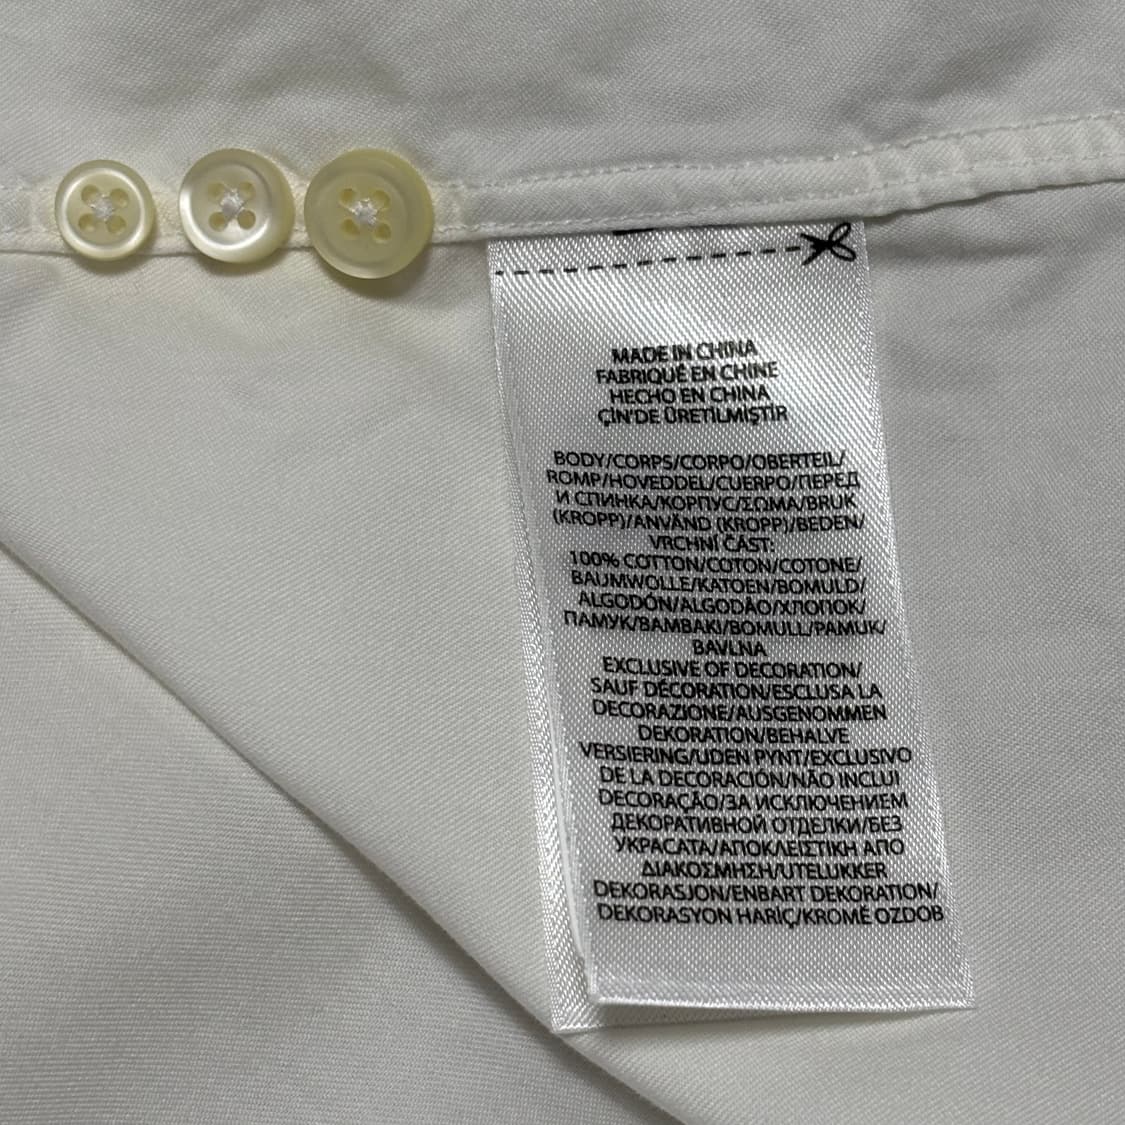 MADE IN CHINA
FABRIQUÉ EN CHINE
HECHO EN CHINA
ÇİN'DE ÜRETİLMİŞTİR
BODY/CORPS/CORPO/OBERTEIL/
ROMP/HOVEDDEL/CUERPO/ПЕРЕД
И СПИНКА/КОРПУС/ΣΩΜΑ/BRUK
(KROPP)/ANVÄND (KROPP)/BEDEN/
VRCHNÍ ČÁST:
100% COTTON/COTON/COTONE/
BAUMWOLLE/KATOEN/BOMULD/
ALGODÓN/ALGODÃO/ХЛОПОК/
ПАМУК/ΒΑΜΒΑΚΙ/BOMULL/PAMUK/
BAVLNA
EXCLUSIVE OF DECORATION/
SAUF DÉCORATION/ESCLUSA LA
DECORAZIONE/AUSGENOMMEN
DEKORATION/BEHALVE
VERSIERING/UDEN PYNT/EXCLUSIVO
DE LA DECORACIÓN/NÃO INCLUI
DECORAÇÃO/ЗА ИСКЛЮЧЕНИЕМ
ДЕКОРАТИВНОЙ ОТДЕЛКИ/БЕЗ
УКРАСАТА/ΑΠΟΚΛΕΙΣΤΙΚΗ ΑΠΟ
ΔΙΑΚΟΣΜΗΣΗ/UTELUKKER
DEKORASJON/ENBART DEKORATION/
DEKORASYON HARİÇ/KROMĚ OZDOB